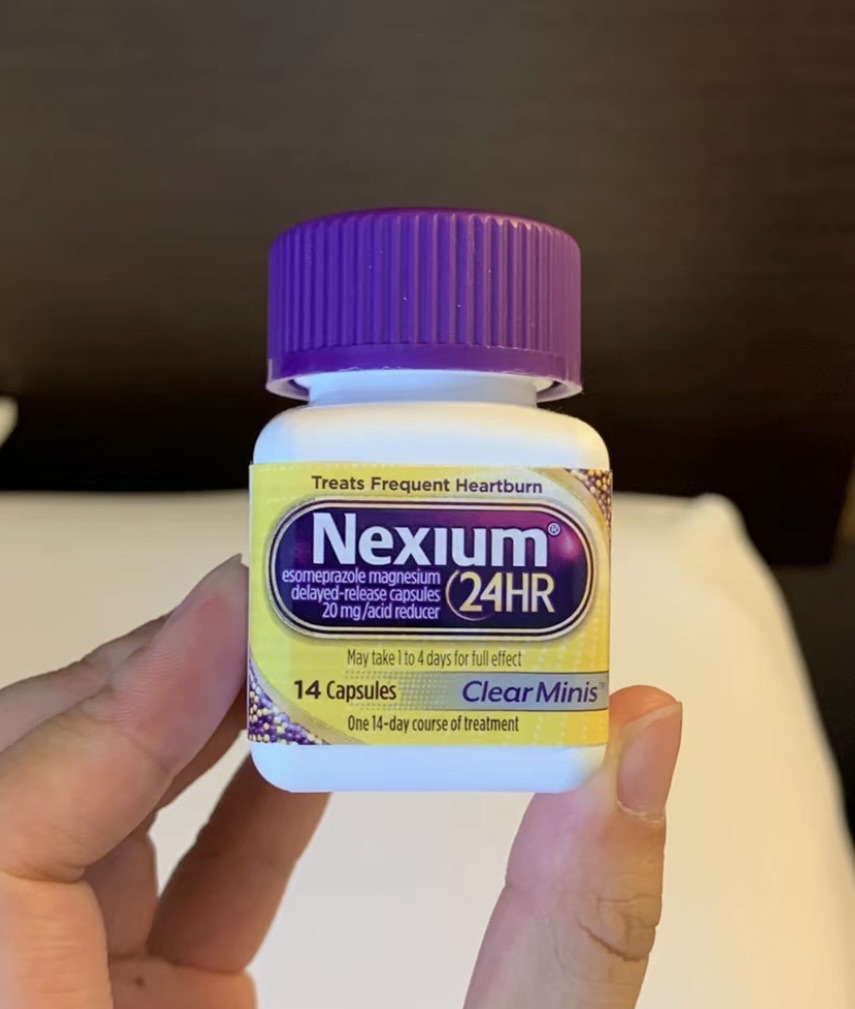 Treats Frequent Heartburn
Nexium®
esomeprazole magnesium
delayed-release capsules
20 mg/acid reducer
24HR
May take 1 to 4 days for full effect
14 Capsules
ClearMinis™
One 14-day course of treatment